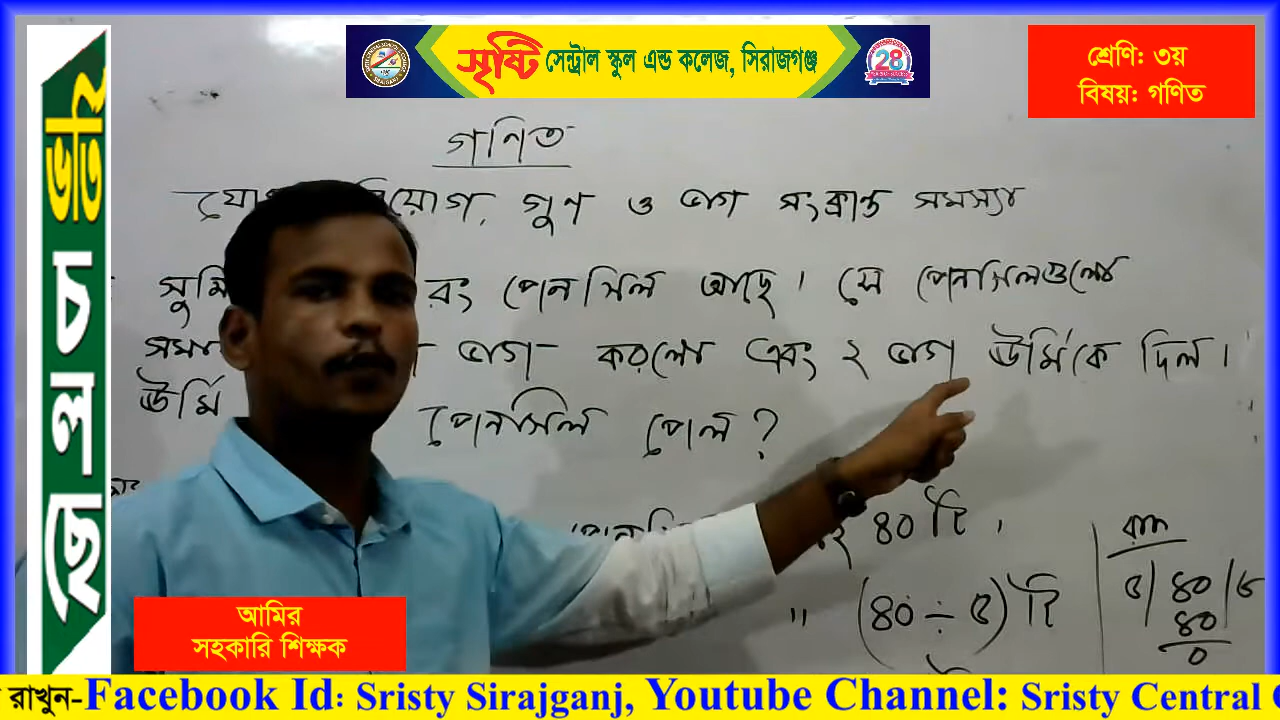 সৃষ্টি সেন্ট্রাল স্কুল এন্ড কলেজ, সিরাজগঞ্জ
28
শ্রেণি: ৩য়
বিষয়: গণিত
ভর্তি চলছে
গণিত
গুণ ও ভাগ সংক্রান্ত সমস্যা
পেনসিল আছে। সে পেনসিলগুলো
ভাগ করলো এবং ২ ভাগ ঊর্মিকে দিল।
ঊর্মি পেনসিল পেল?
৪০ টি।
রাফ
" (৪০ ÷ ৫) টি
৫) ৪০ (৮
৪০
০
আমির
সহকারি শিক্ষক
রাখুন-Facebook Id: Sristy Sirajganj, Youtube Channel: Sristy Central